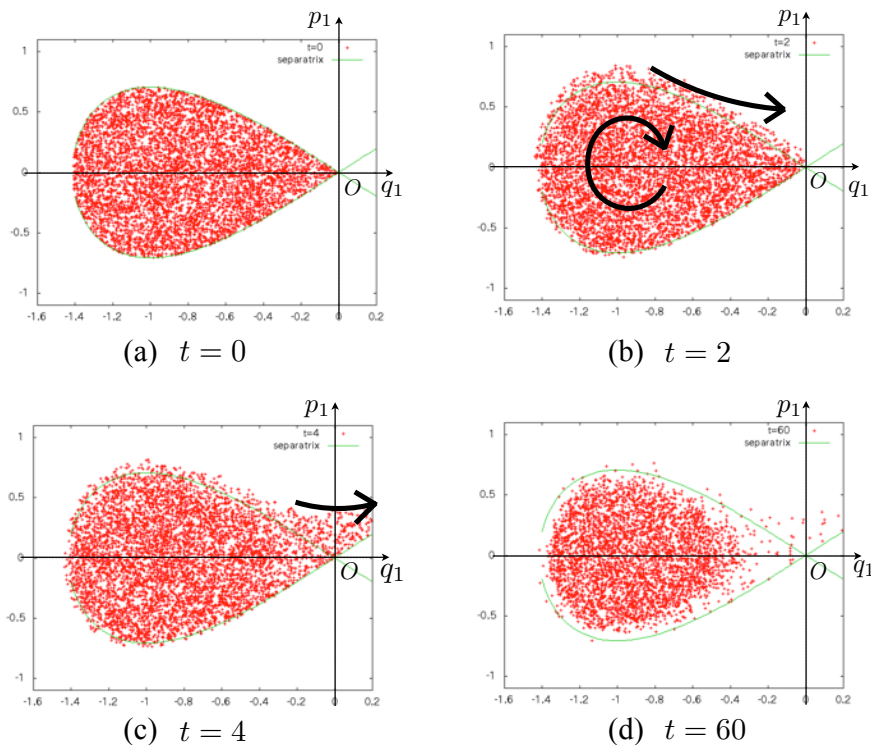 p₁
t=0
separatrix
1
0.5
0
-0.5
-1
O
q₁
-1.6 -1.4 -1.2 -1 -0.8 -0.6 -0.4 -0.2 0 0.2
(a) t = 0
p₁
t=2
separatrix
1
0.5
0
-0.5
-1
O
q₁
-1.6 -1.4 -1.2 -1 -0.8 -0.6 -0.4 -0.2 0 0.2
(b) t = 2
p₁
t=4
separatrix
1
0.5
0
-0.5
-1
O
q₁
-1.6 -1.4 -1.2 -1 -0.8 -0.6 -0.4 -0.2 0 0.2
(c) t = 4
p₁
t=60
separatrix
1
0.5
0
-0.5
-1
O
q₁
-1.6 -1.4 -1.2 -1 -0.8 -0.6 -0.4 -0.2 0 0.2
(d) t = 60